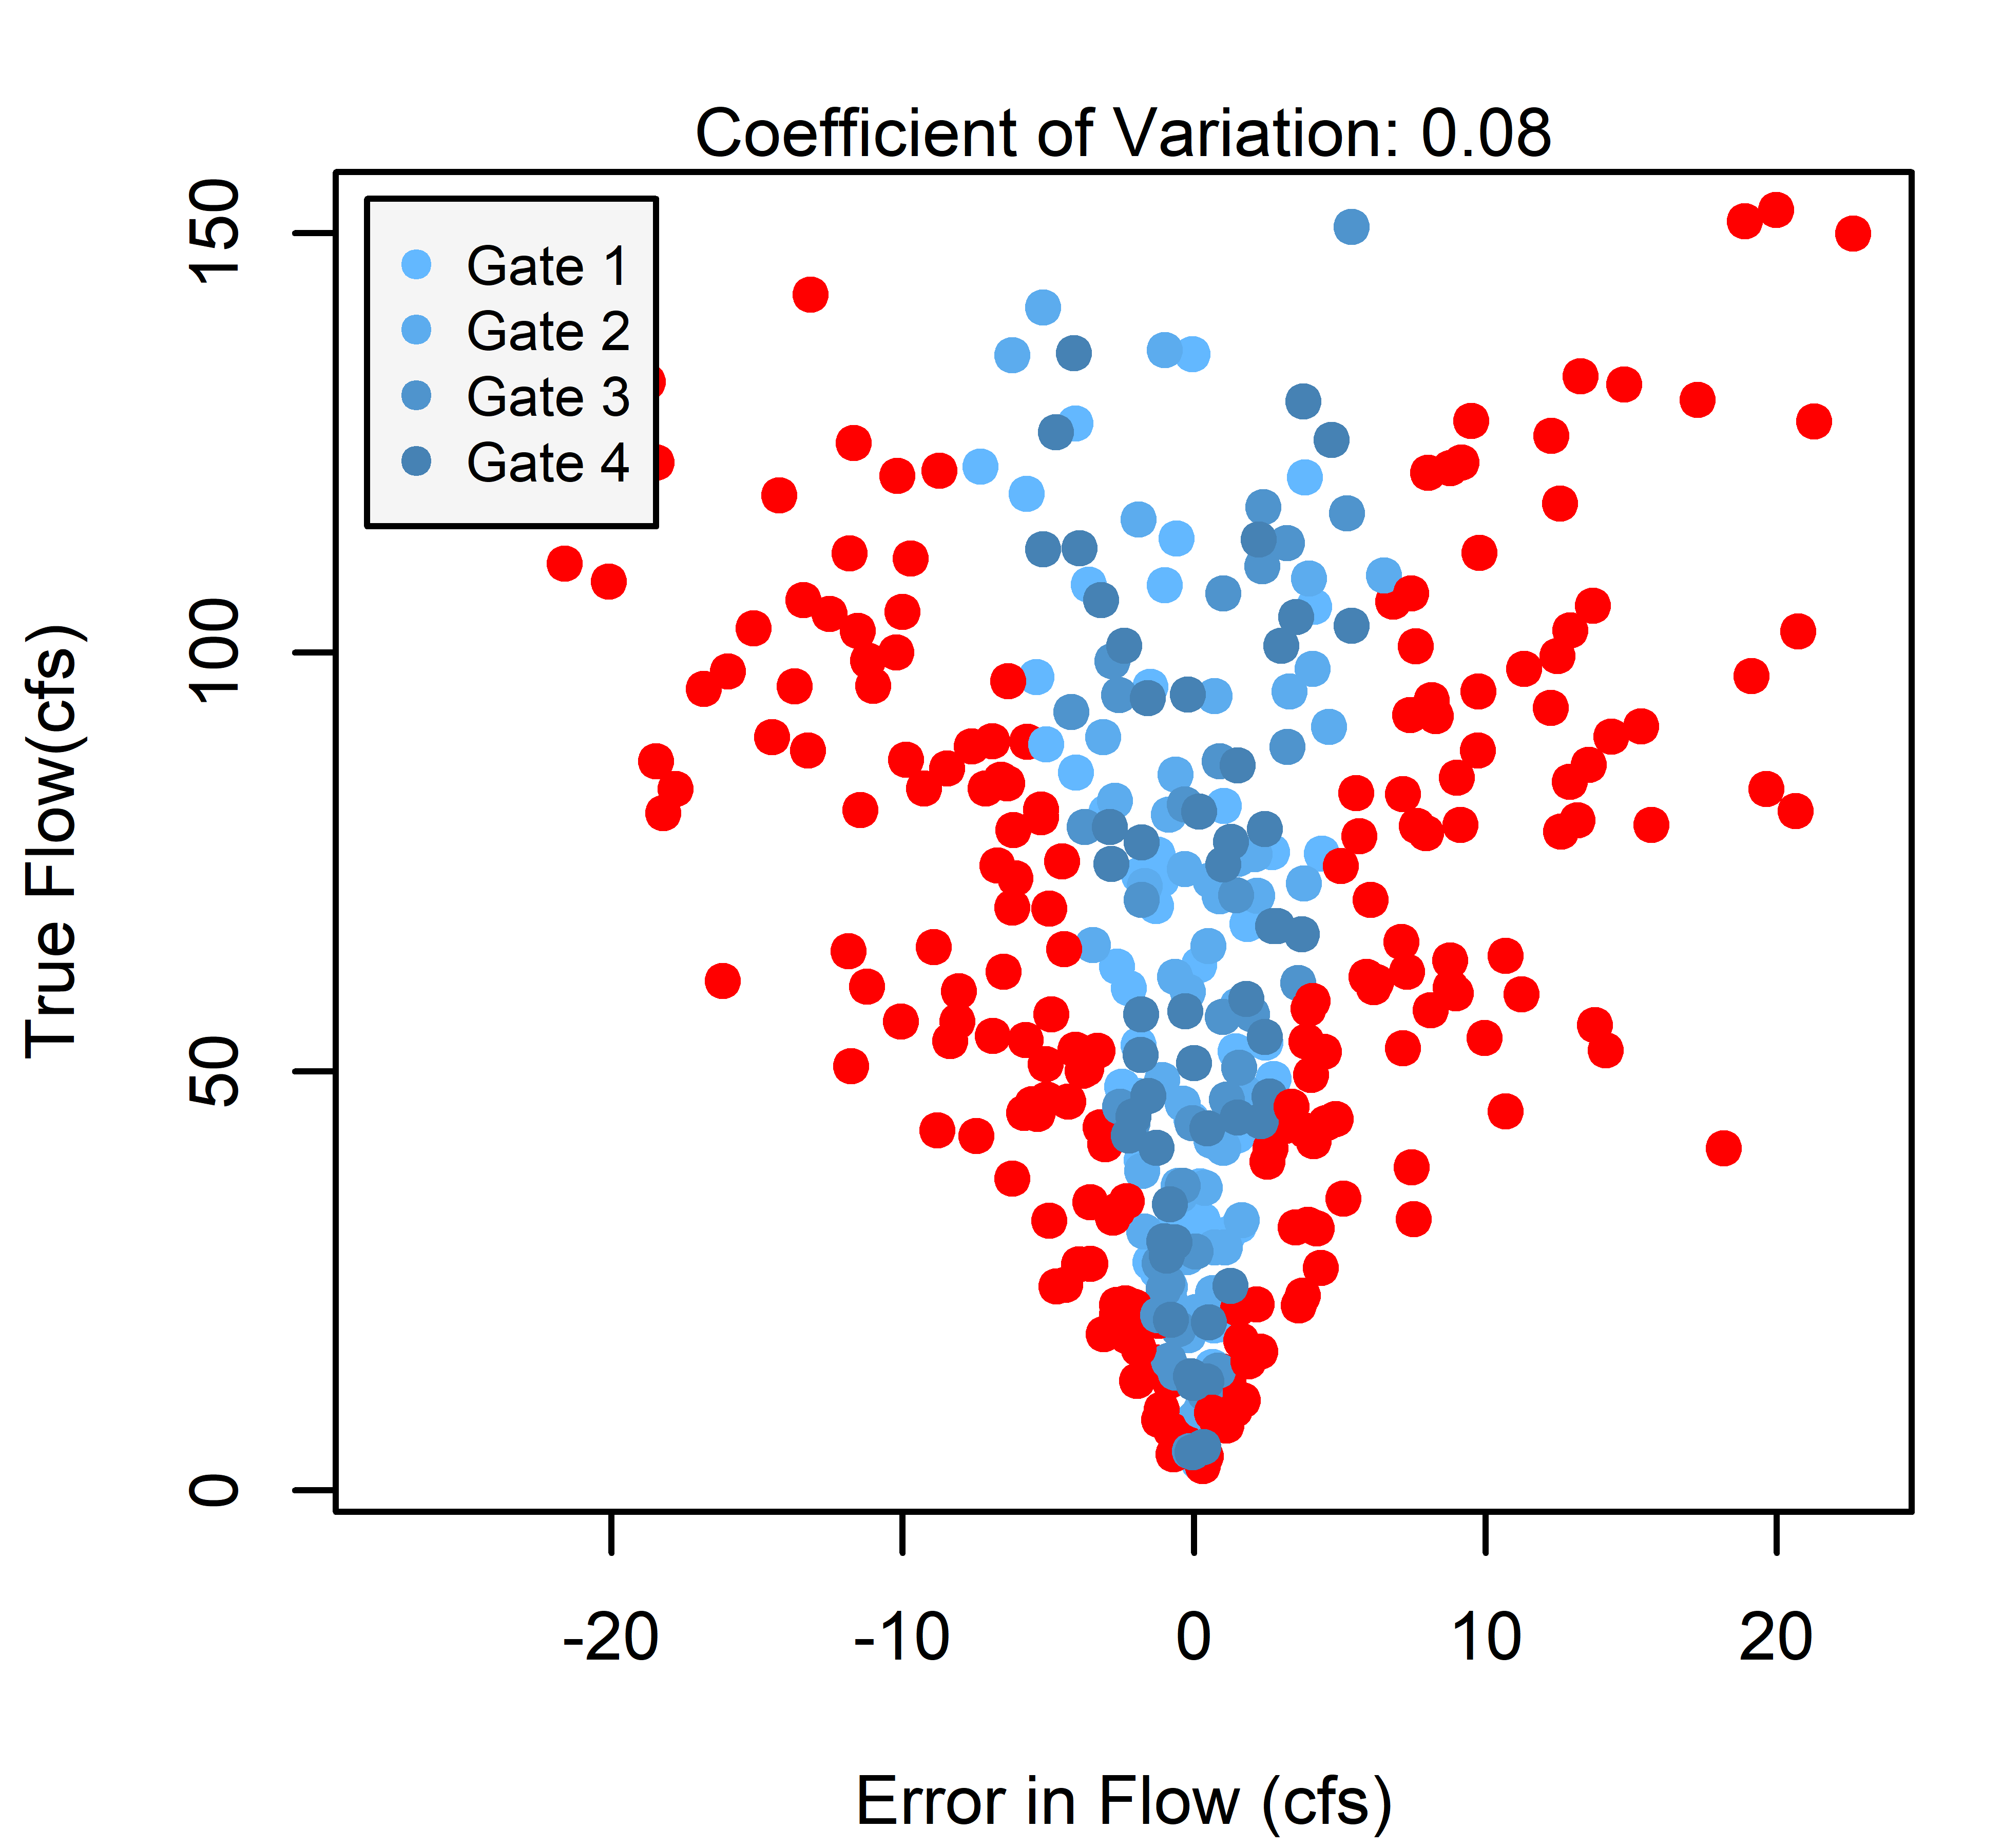 Coefficient of Variation: 0.08
Gate 1
Gate 2
Gate 3
Gate 4
True Flow(cfs)
150
100
50
0
-20 -10 0 10 20
Error in Flow (cfs)